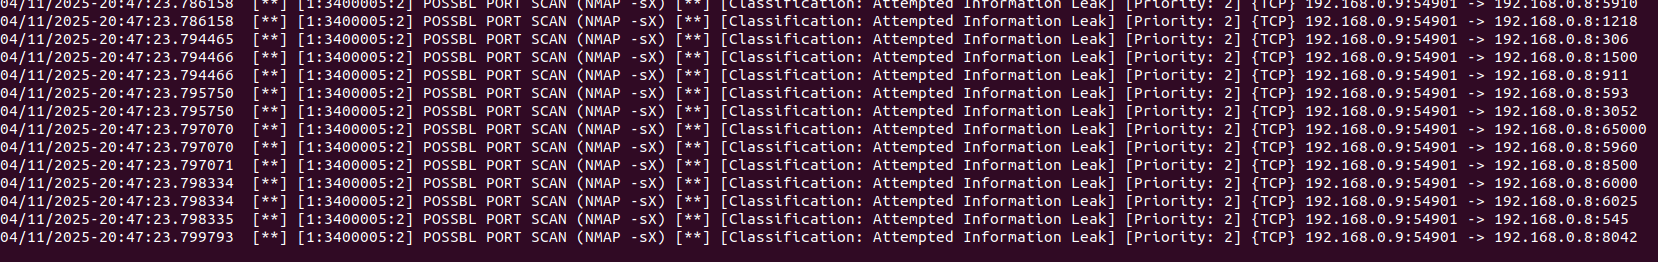 04/11/2025-20:47:23.786158  [**] [1:3400005:2] POSSBL PORT SCAN (NMAP -sX) [**] [Classification: Attempted Information Leak] [Priority: 2] {TCP} 192.168.0.9:54901 -> 192.168.0.8:5910
04/11/2025-20:47:23.786158  [**] [1:3400005:2] POSSBL PORT SCAN (NMAP -sX) [**] [Classification: Attempted Information Leak] [Priority: 2] {TCP} 192.168.0.9:54901 -> 192.168.0.8:1218
04/11/2025-20:47:23.794465  [**] [1:3400005:2] POSSBL PORT SCAN (NMAP -sX) [**] [Classification: Attempted Information Leak] [Priority: 2] {TCP} 192.168.0.9:54901 -> 192.168.0.8:306
04/11/2025-20:47:23.794466  [**] [1:3400005:2] POSSBL PORT SCAN (NMAP -sX) [**] [Classification: Attempted Information Leak] [Priority: 2] {TCP} 192.168.0.9:54901 -> 192.168.0.8:1500
04/11/2025-20:47:23.794466  [**] [1:3400005:2] POSSBL PORT SCAN (NMAP -sX) [**] [Classification: Attempted Information Leak] [Priority: 2] {TCP} 192.168.0.9:54901 -> 192.168.0.8:911
04/11/2025-20:47:23.795750  [**] [1:3400005:2] POSSBL PORT SCAN (NMAP -sX) [**] [Classification: Attempted Information Leak] [Priority: 2] {TCP} 192.168.0.9:54901 -> 192.168.0.8:593
04/11/2025-20:47:23.795750  [**] [1:3400005:2] POSSBL PORT SCAN (NMAP -sX) [**] [Classification: Attempted Information Leak] [Priority: 2] {TCP} 192.168.0.9:54901 -> 192.168.0.8:3052
04/11/2025-20:47:23.797070  [**] [1:3400005:2] POSSBL PORT SCAN (NMAP -sX) [**] [Classification: Attempted Information Leak] [Priority: 2] {TCP} 192.168.0.9:54901 -> 192.168.0.8:65000
04/11/2025-20:47:23.797070  [**] [1:3400005:2] POSSBL PORT SCAN (NMAP -sX) [**] [Classification: Attempted Information Leak] [Priority: 2] {TCP} 192.168.0.9:54901 -> 192.168.0.8:5960
04/11/2025-20:47:23.797071  [**] [1:3400005:2] POSSBL PORT SCAN (NMAP -sX) [**] [Classification: Attempted Information Leak] [Priority: 2] {TCP} 192.168.0.9:54901 -> 192.168.0.8:8500
04/11/2025-20:47:23.798334  [**] [1:3400005:2] POSSBL PORT SCAN (NMAP -sX) [**] [Classification: Attempted Information Leak] [Priority: 2] {TCP} 192.168.0.9:54901 -> 192.168.0.8:6000
04/11/2025-20:47:23.798334  [**] [1:3400005:2] POSSBL PORT SCAN (NMAP -sX) [**] [Classification: Attempted Information Leak] [Priority: 2] {TCP} 192.168.0.9:54901 -> 192.168.0.8:6025
04/11/2025-20:47:23.798335  [**] [1:3400005:2] POSSBL PORT SCAN (NMAP -sX) [**] [Classification: Attempted Information Leak] [Priority: 2] {TCP} 192.168.0.9:54901 -> 192.168.0.8:545
04/11/2025-20:47:23.799793  [**] [1:3400005:2] POSSBL PORT SCAN (NMAP -sX) [**] [Classification: Attempted Information Leak] [Priority: 2] {TCP} 192.168.0.9:54901 -> 192.168.0.8:8042